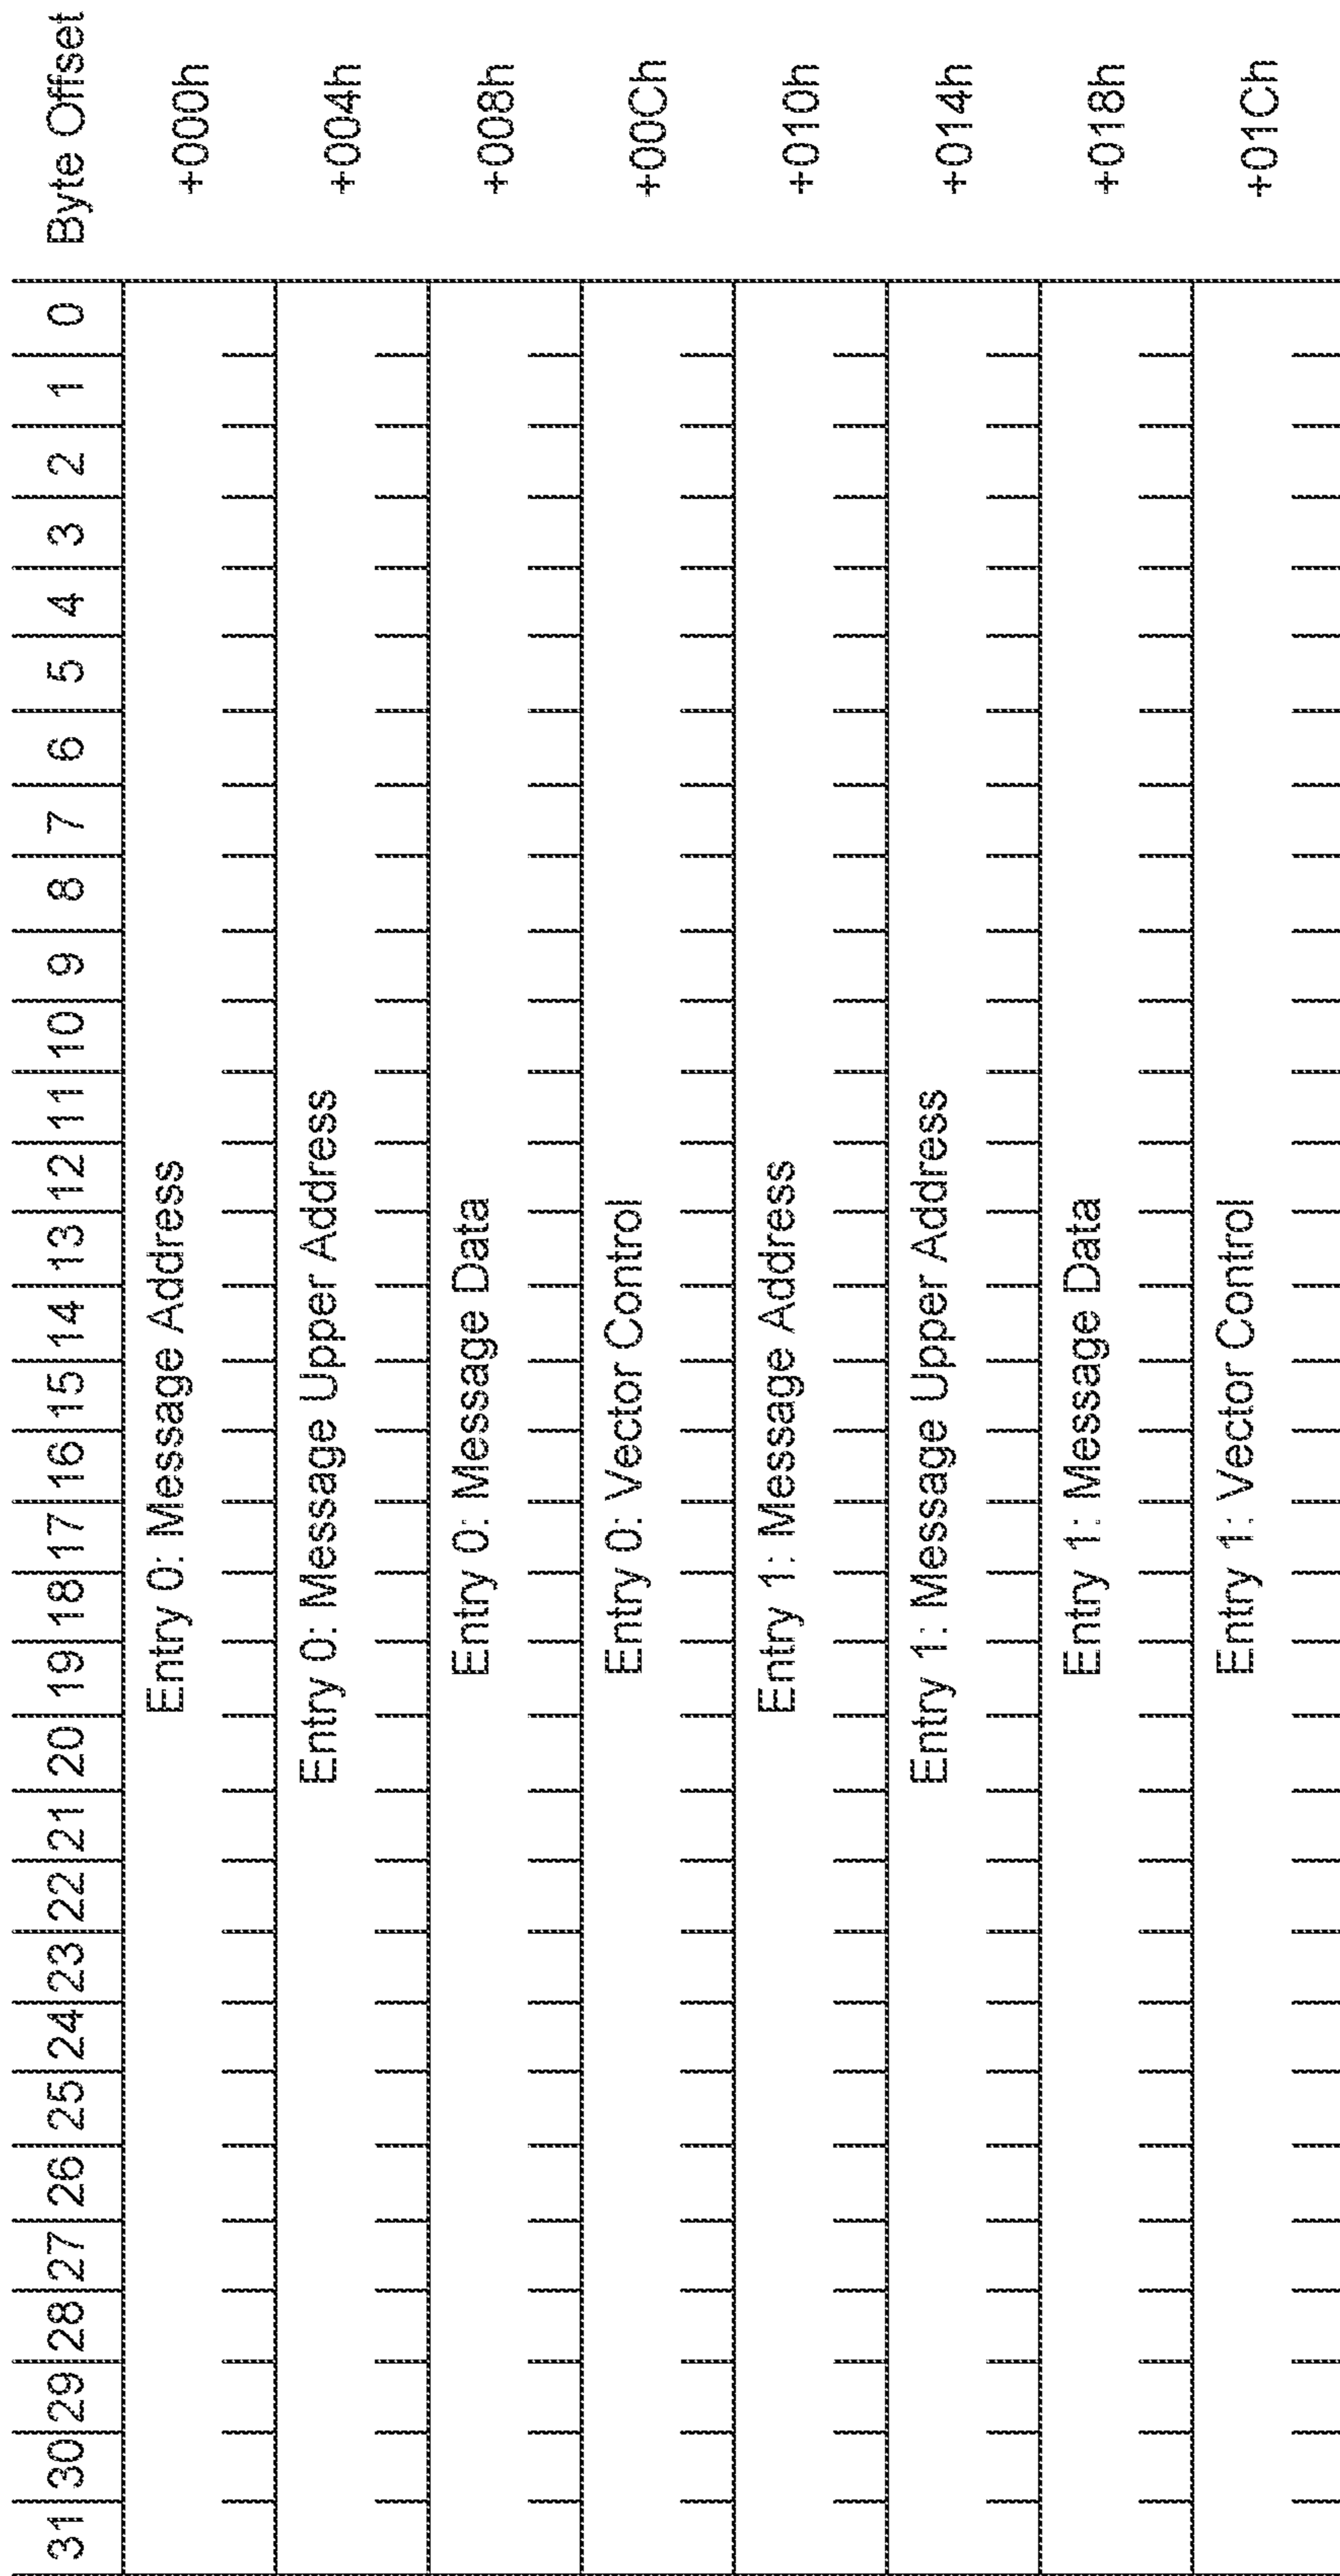 31 30 29 28 27 26 25 24 23 22 21 20 19 18 17 16 15 14 13 12 11 10 9 8 7 6 5 4 3 2 1 0 Byte Offset
Entry 0: Message Address +000h
Entry 0: Message Upper Address +004h
Entry 0: Message Data +008h
Entry 0: Vector Control +00Ch
Entry 1: Message Address +010h
Entry 1: Message Upper Address +014h
Entry 1: Message Data +018h
Entry 1: Vector Control +01Ch